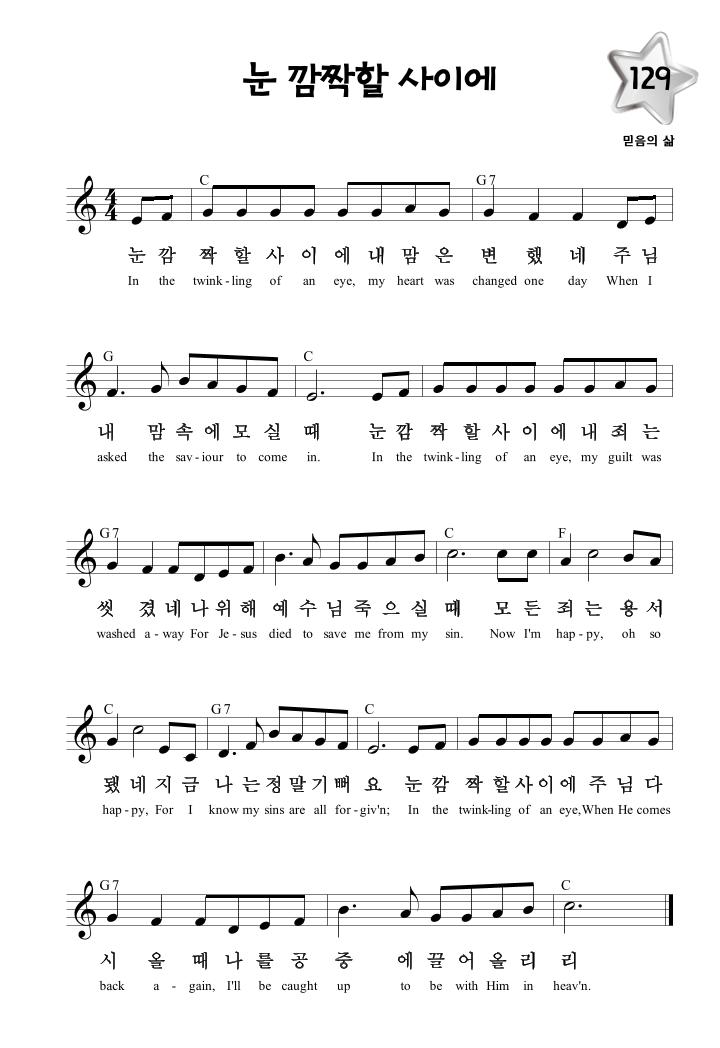 눈 깜짝할 사이에
129
믿음의 삶
C G7
눈 깜 짝 할 사 이 에 내 맘 은 변 했 네 주 님
In the twink - ling of an eye, my heart was changed one day When I
G C
내 맘 속 에 모 실 때 눈 깜 짝 할 사 이 에 내 죄 는
asked the sav - iour to come in. In the twink - ling of an eye, my guilt was
G7 C F
씻 겼 네 나 위 해 예 수 님 죽 으 실 때 모 든 죄 는 용 서
washed a - way For Je - sus died to save me from my sin. Now I'm hap - py, oh so
C G7 C
됐 네 지 금 나 는 정 말 기 뻐 요 눈 깜 짝 할 사 이 에 주 님 다
hap - py, For I know my sins are all for - giv'n; In the twink-ling of an eye,When He comes
G7 C
시 올 때 나 를 공 중 에 끌 어 올 리 리
back a - gain, I'll be caught up to be with Him in heav'n.